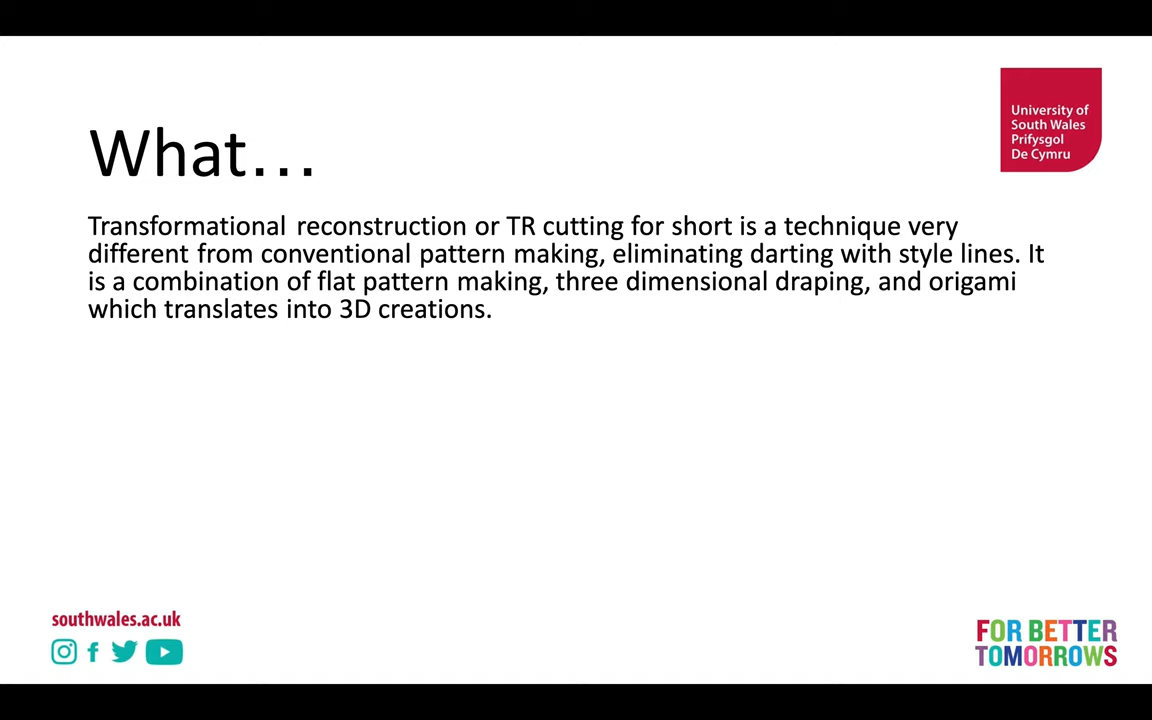 University of
South Wales
Prifysgol
De Cymru
What...
Transformational reconstruction or TR cutting for short is a technique very
different from conventional pattern making, eliminating darting with style lines. It
is a combination of flat pattern making, three dimensional draping, and origami
which translates into 3D creations.
southwales.ac.uk
FOR BETTER
TOMORROWS